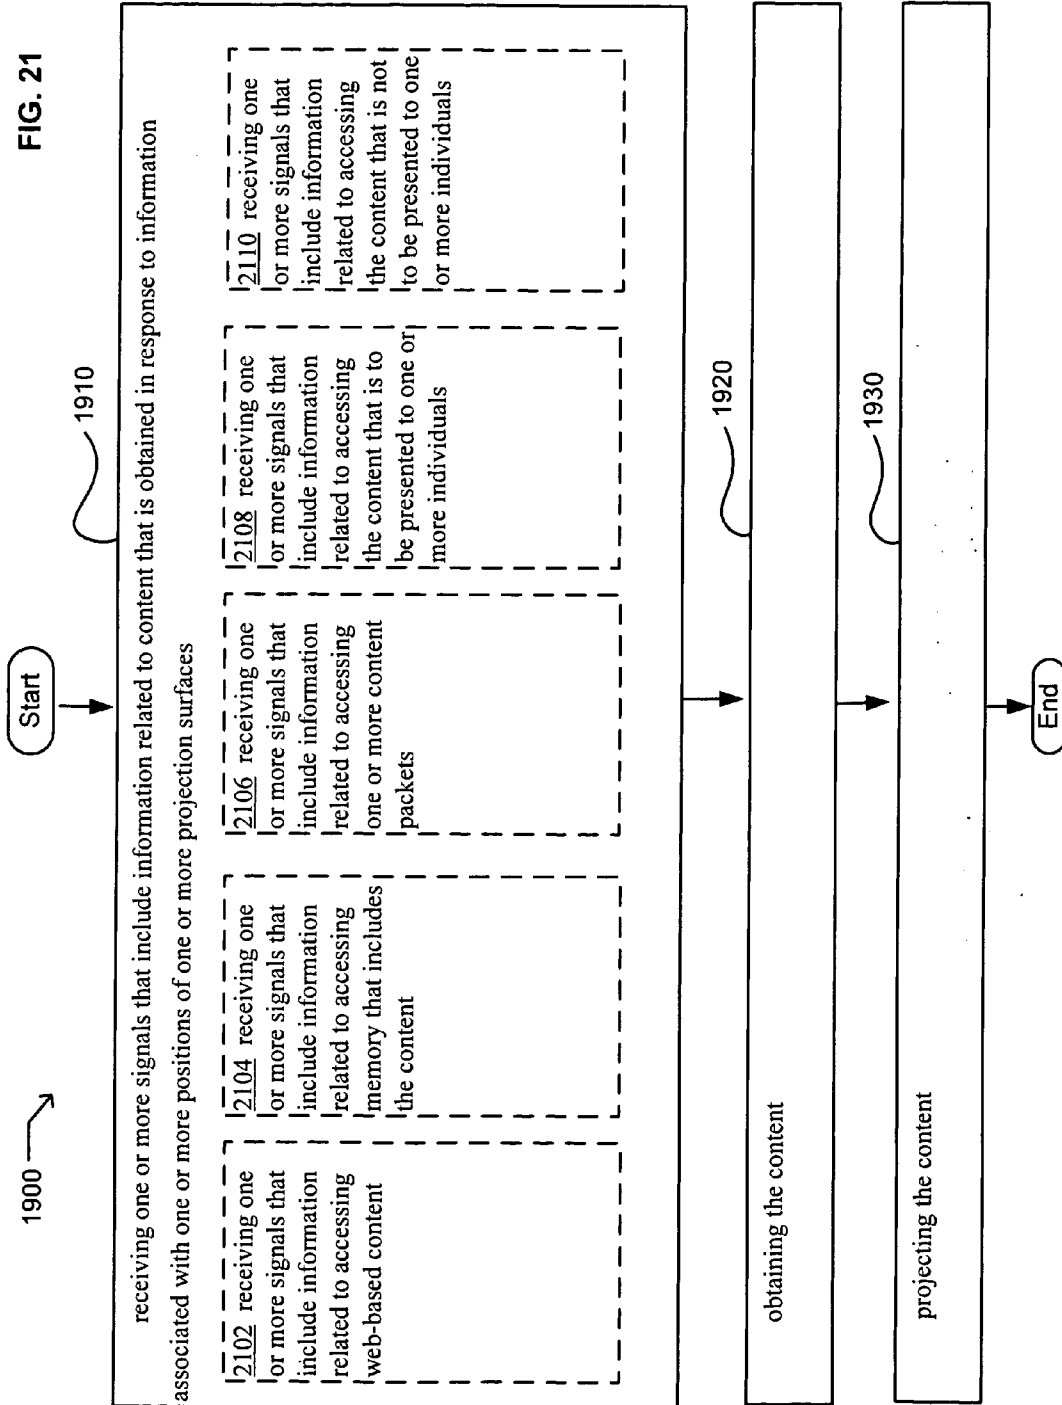 FIG. 21
1900
Start
1910
receiving one or more signals that include information related to content that is obtained in response to information
associated with one or more positions of one or more projection surfaces
2102 receiving one
or more signals that
include information
related to accessing
web-based content
2104 receiving one
or more signals that
include information
related to accessing
memory that includes
the content
2106 receiving one
or more signals that
include information
related to accessing
one or more content
packets
2108 receiving one
or more signals that
include information
related to accessing
the content that is to
be presented to one or
more individuals
2110 receiving one
or more signals that
include information
related to accessing
the content that is not
to be presented to one
or more individuals
1920
obtaining the content
1930
projecting the content
End